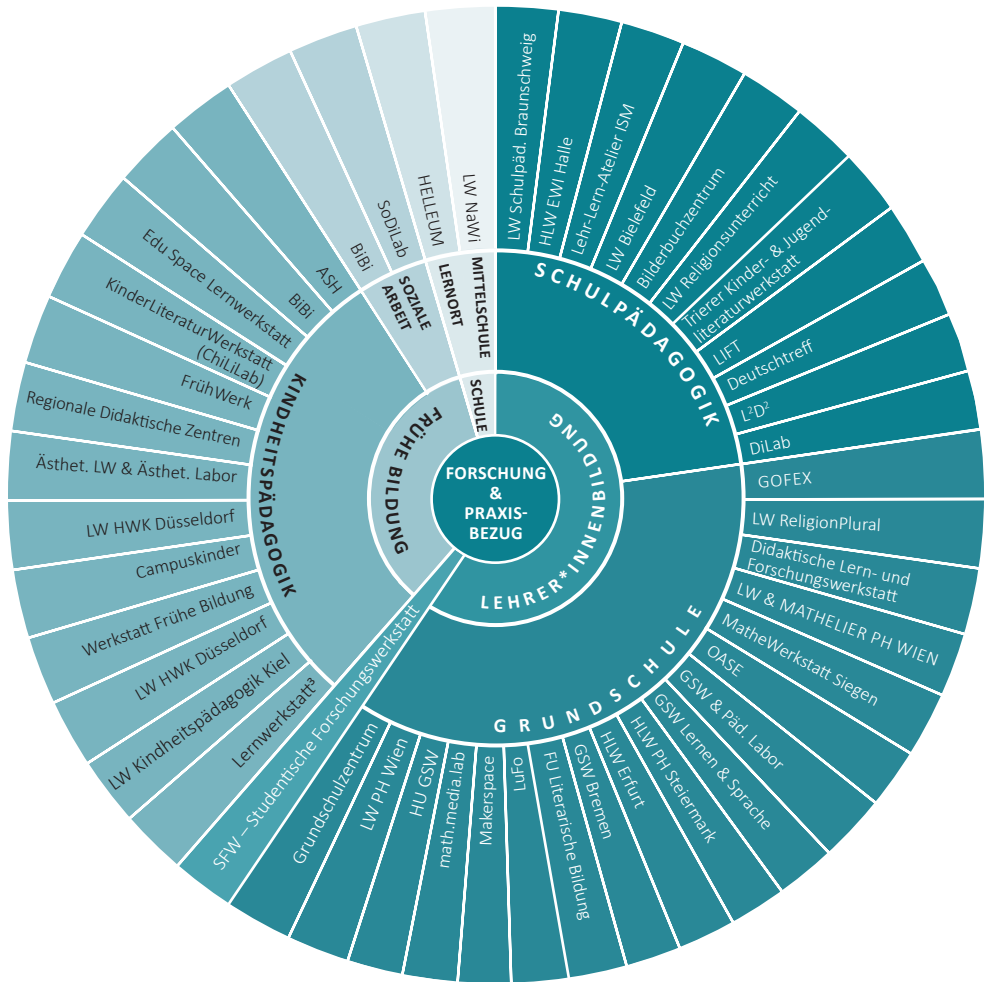 FORSCHUNG
&
PRAXIS-
BEZUG
LEHRER*INNENBILDUNG
FRÜHE BILDUNG
SCHULE
SCHULPÄDAGOGIK
GRUNDSCHULE
KINDHEITSPÄDAGOGIK
SOZIALE
ARBEIT
LERNORT
MITTELSCHULE
LW Schulpäd. Braunschweig
HLW EWI Halle
Lehr-Lern-Atelier ISM
LW Bielefeld
Bilderbuchzentrum
LW Religionsunterricht
Trierer Kinder- & Jugend-
literaturwerkstatt
LIFT
Deutschtreff
L²D²
DiLab
GOFEX
LW ReligionPlural
Didaktische Lern- und
Forschungswerkstatt
LW & MATHELIER PH WIEN
MatheWerkstatt Siegen
OASE
GSW & Päd. Labor
GSW Lernen & Sprache
HLW PH Steiermark
HLW Erfurt
GSW Bremen
FU Literarische Bildung
LuFo
Makerspace
math.media.lab
HU GSW
LW PH Wien
Grundschulzentrum
SFW – Studentische Forschungswerkstatt
Lernwerkstatt³
LW Kindheitspädagogik Kiel
LW HWK Düsseldorf
Werkstatt Frühe Bildung
Campuskinder
LW HWK Düsseldorf
Ästhet. LW & Ästhet. Labor
Regionale Didaktische Zentren
FrühWerk
KinderLiteraturWerkstatt
(ChiLiLab)
Edu Space Lernwerkstatt
BiBi
ASH
BiBi
SoDiLab
HELLEUM
LW NaWi